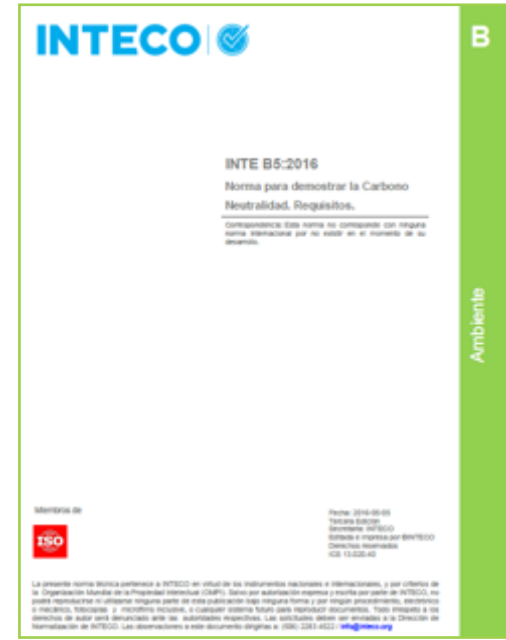 INTECO
B
INTE B5:2016
Norma para demostrar la Carbono
Neutralidad. Requisitos.
Correspondencia: Esta norma no corresponde con ninguna
norma internacional por no existir en el momento de su
desarrollo.
Ambiente
Miembros de
ISO
Fecha: 2016-05-05
Tercera Edición
Secretaría: INTECO
Editada e impresa por ©INTECO
Derechos reservados
ICS 13.020.40
La presente norma técnica pertenece a INTECO en virtud de los instrumentos nacionales e internacionales, y por criterios de
la Organización Mundial de la Propiedad Intelectual (OMPI). Salvo por autorización expresa y escrita por parte de INTECO, no
podrá reproducirse ni utilizarse ninguna parte de esta publicación bajo ninguna forma y por ningún procedimiento, electrónico
o mecánico, fotocopias y microfilms inclusive, o cualquier sistema futuro para reproducir documentos. Todo irrespeto a los
derechos de autor será denunciado ante las autoridades respectivas. Las solicitudes deben ser enviadas a la Dirección de
Normalización de INTECO. Las observaciones a este documento dirigirlas a: (506) 2283 4522 / info@inteco.org